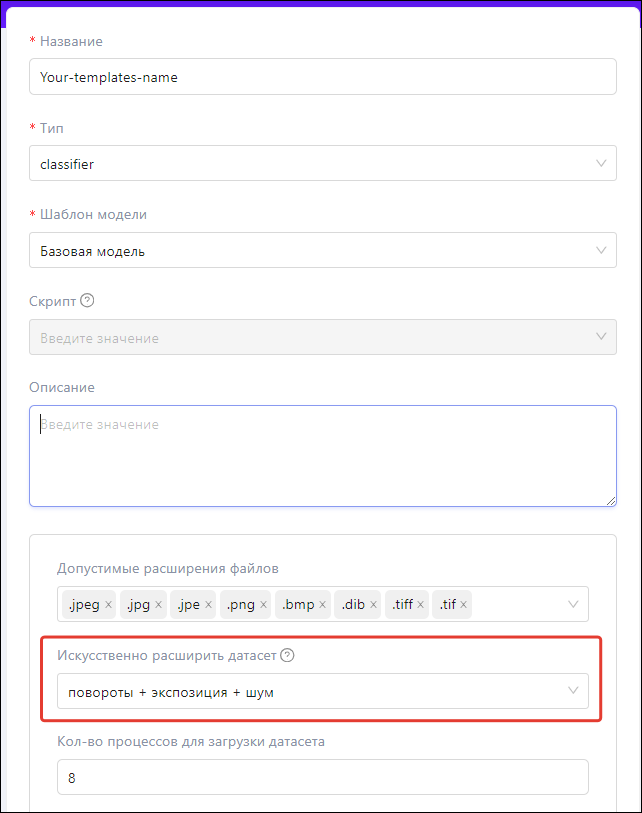 * Название
Your-templates-name
* Тип
classifier
* Шаблон модели
Базовая модель
Скрипт ?
Введите значение
Описание
Введите значение
Допустимые расширения файлов
.jpeg × .jpg × .jpe × .png × .bmp × .dib × .tiff × .tif ×
Искусственно расширить датасет ?
повороты + экспозиция + шум
Кол-во процессов для загрузки датасета
8